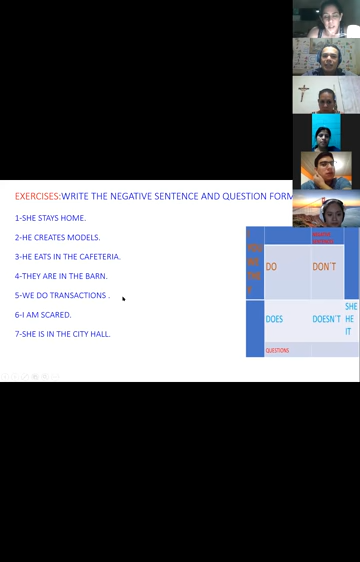 EXERCISES:WRITE THE NEGATIVE SENTENCE AND QUESTION FORM
1-SHE STAYS HOME.
2-HE CREATES MODELS.
3-HE EATS IN THE CAFETERIA.
4-THEY ARE IN THE BARN.
5-WE DO TRANSACTIONS .
6-I AM SCARED.
7-SHE IS IN THE CITY HALL.
DO
DON´T
DOES
DOESN´T
SHE
HE
IT
QUESTIONS